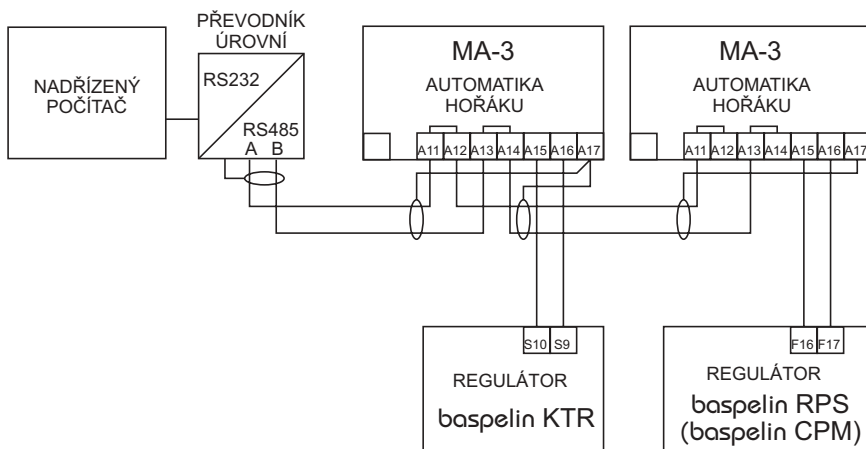 PŘEVODNÍK
ÚROVNÍ
NADŘÍZENÝ
POČÍTAČ
RS232
RS485
A B
MA-3
AUTOMATIKA
HOŘÁKU
A11 A12 A13 A14 A15 A16 A17
MA-3
AUTOMATIKA
HOŘÁKU
A11 A12 A13 A14 A15 A16 A17
S10 S9
REGULÁTOR
baspelin KTR
F16 F17
REGULÁTOR
baspelin RPS
(baspelin CPM)